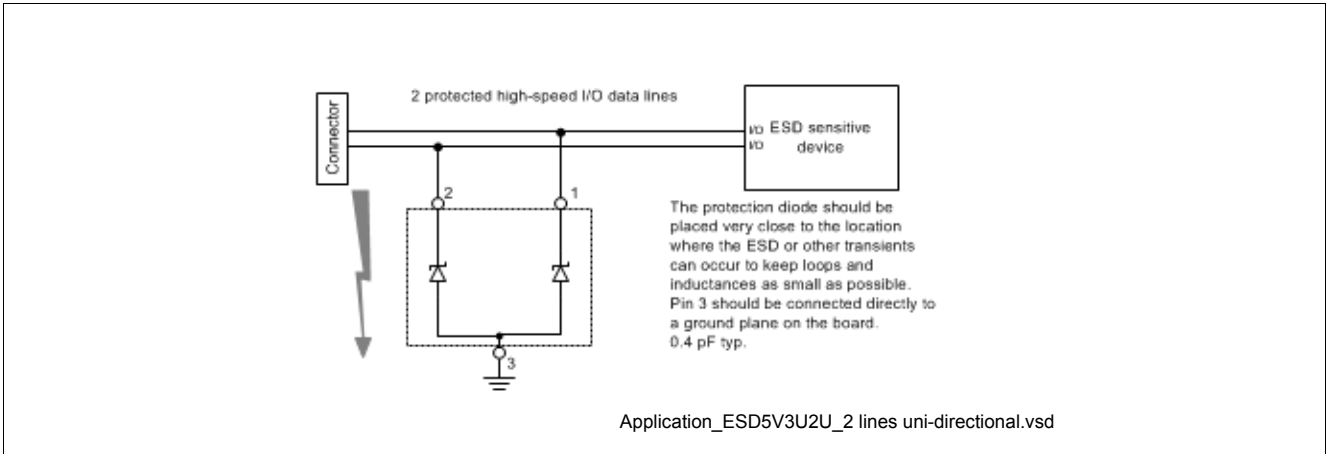 2 protected high-speed I/O data lines
Connector
I/O
I/O
ESD sensitive
device
2
1
3
The protection diode should be
placed very close to the location
where the ESD or other transients
can occur to keep loops and
inductances as small as possible.
Pin 3 should be connected directly to
a ground plane on the board.
0.4 pF typ.
Application_ESD5V3U2U_2 lines uni-directional.vsd